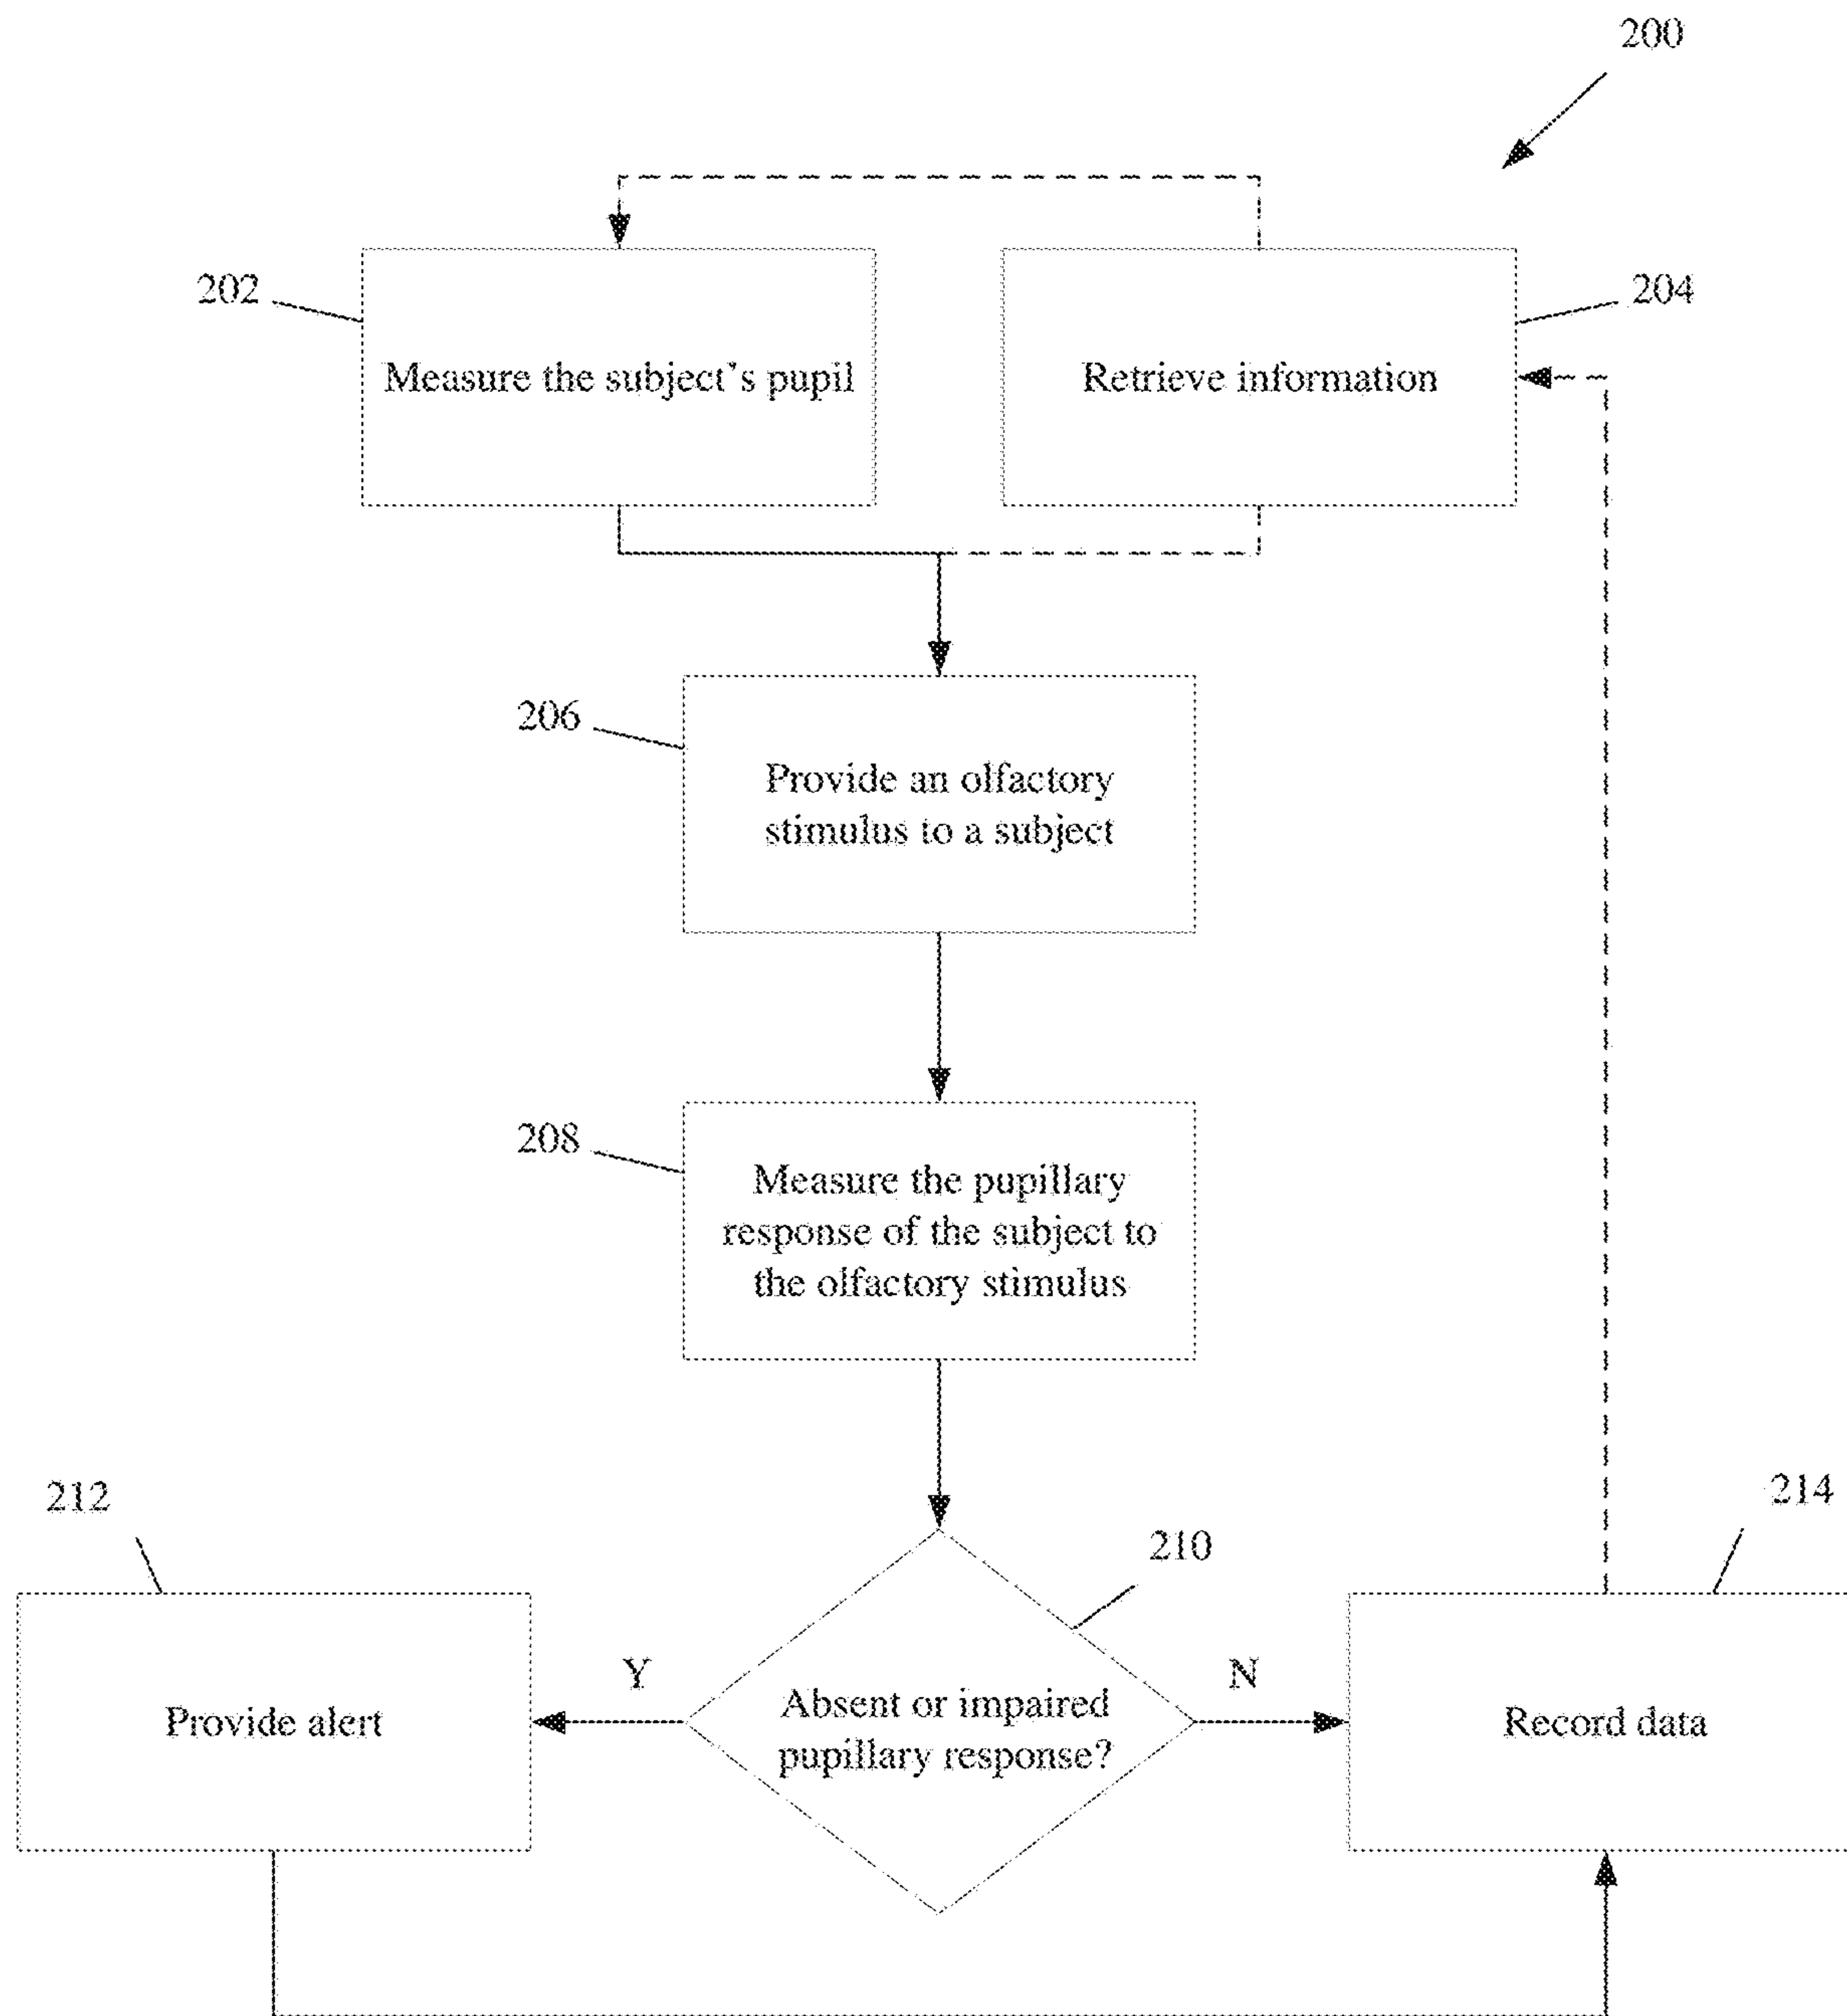 200
202
204
Measure the subject's pupil
Retrieve information
206
Provide an olfactory
stimulus to a subject
208
Measure the pupillary
response of the subject to
the olfactory stimulus
212
214
210
Y
N
Provide alert
Absent or impaired
pupillary response?
Record data